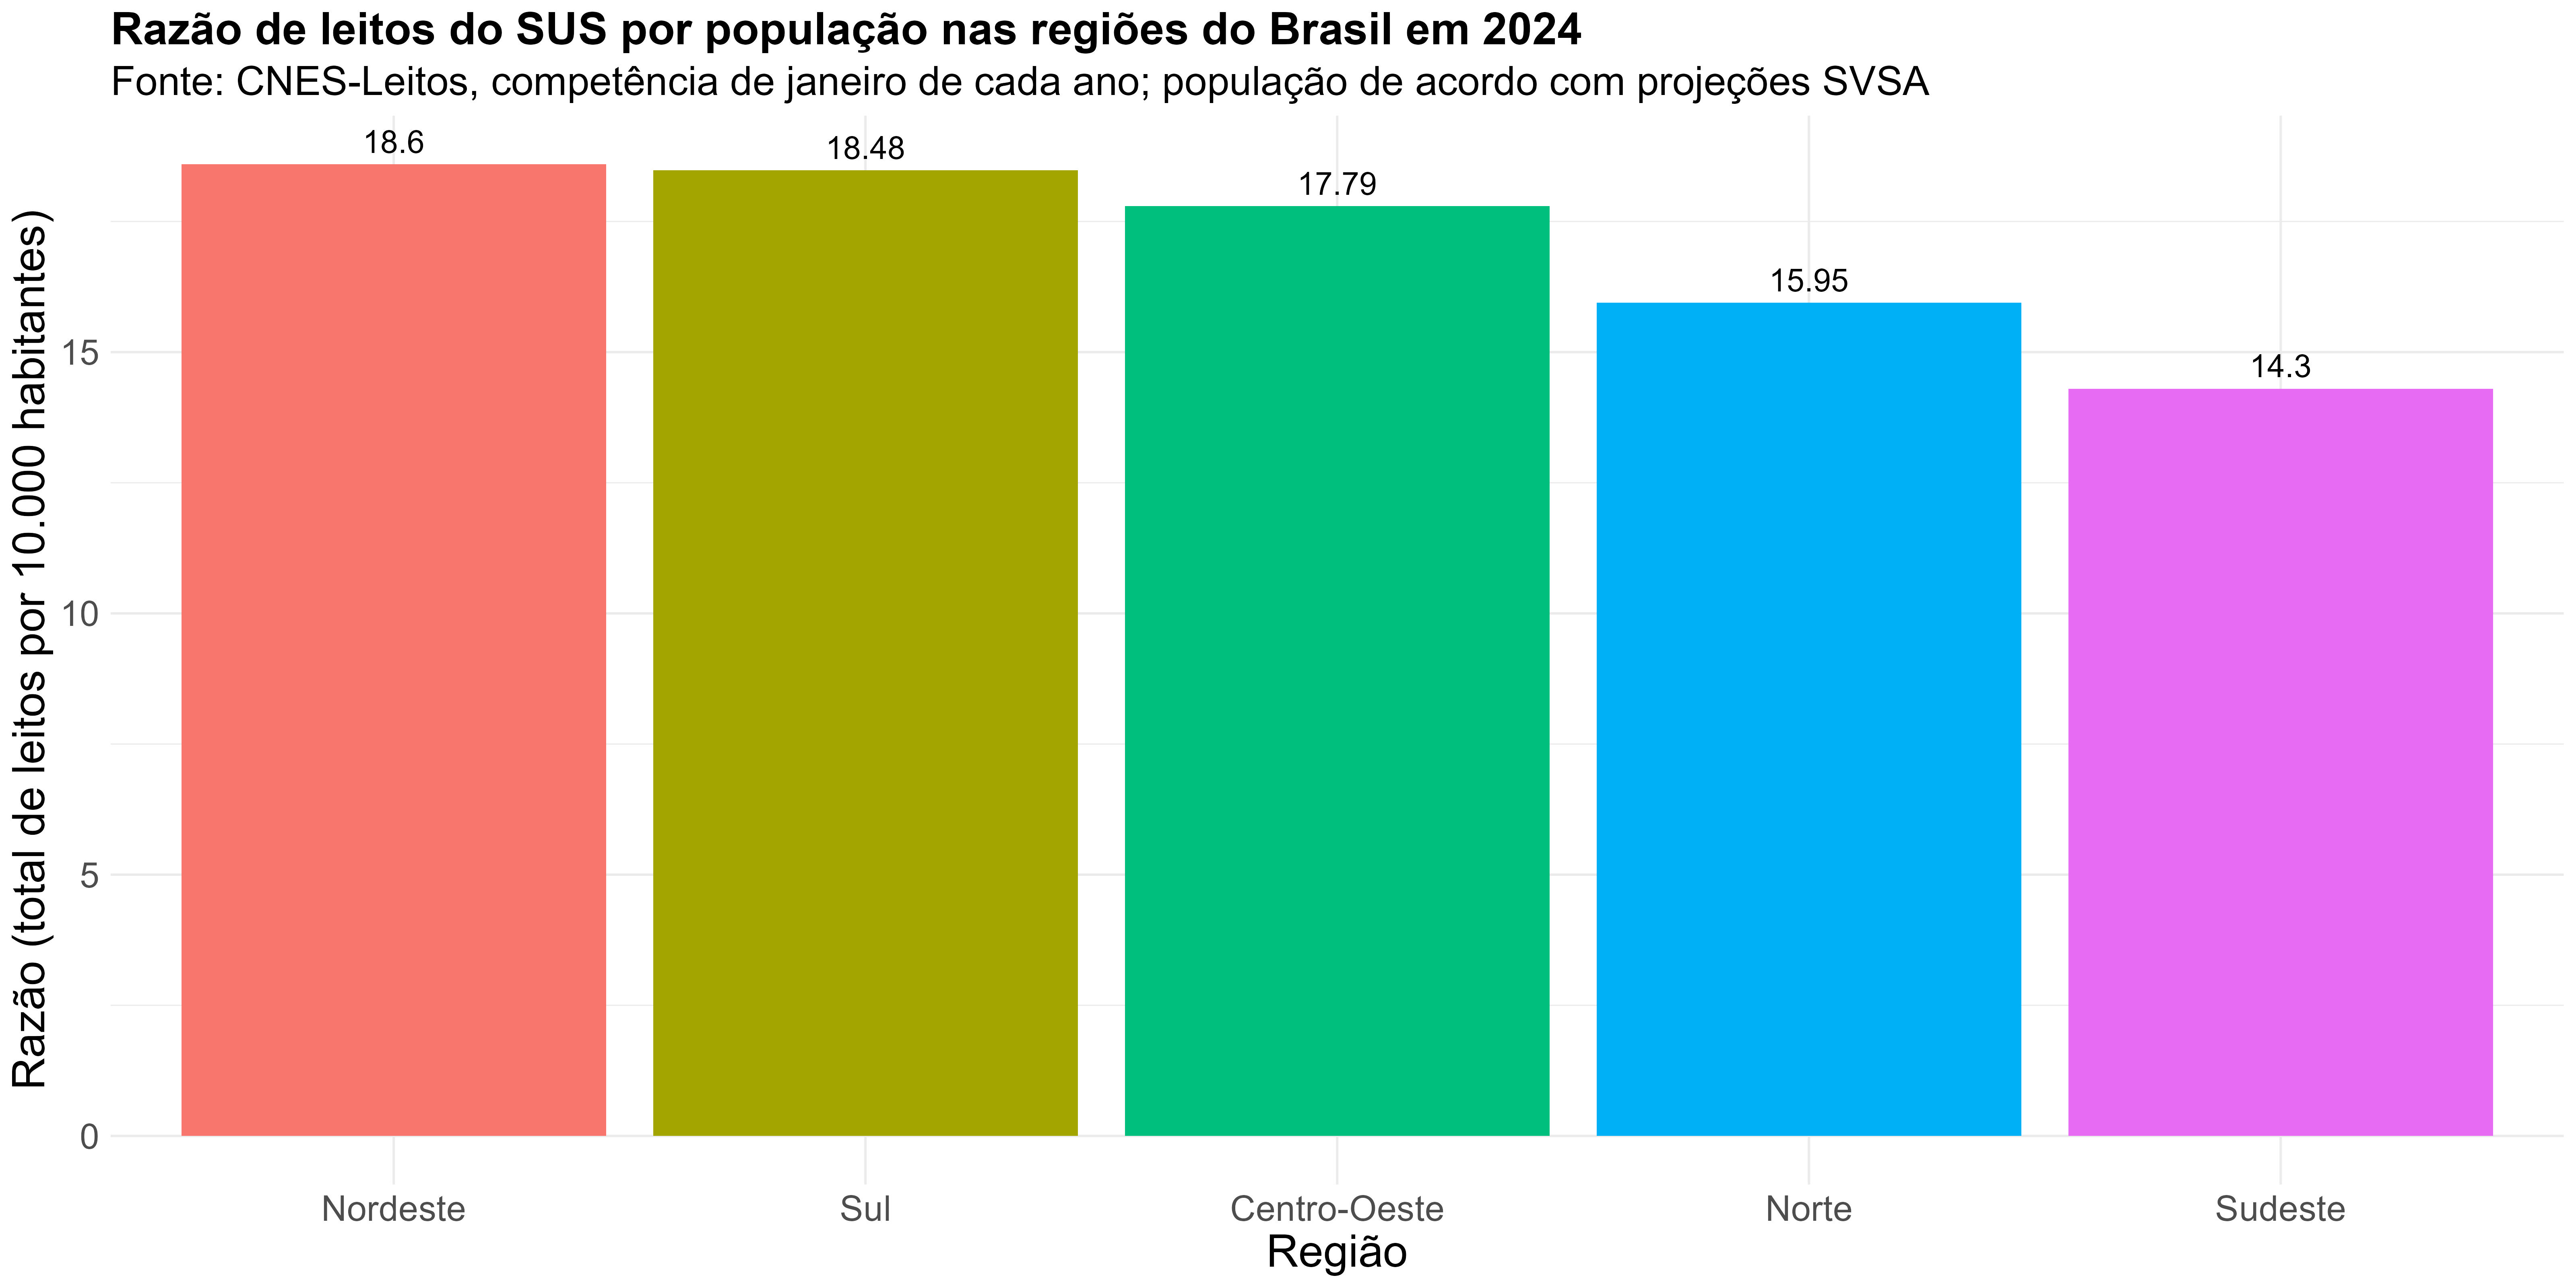 Razão de leitos do SUS por população nas regiões do Brasil em 2024
Fonte: CNES-Leitos, competência de janeiro de cada ano; população de acordo com projeções SVSA
Razão (total de leitos por 10.000 habitantes)
15
10
5
0
18.6
18.48
17.79
15.95
14.3
Nordeste
Sul
Centro-Oeste
Norte
Sudeste
Região